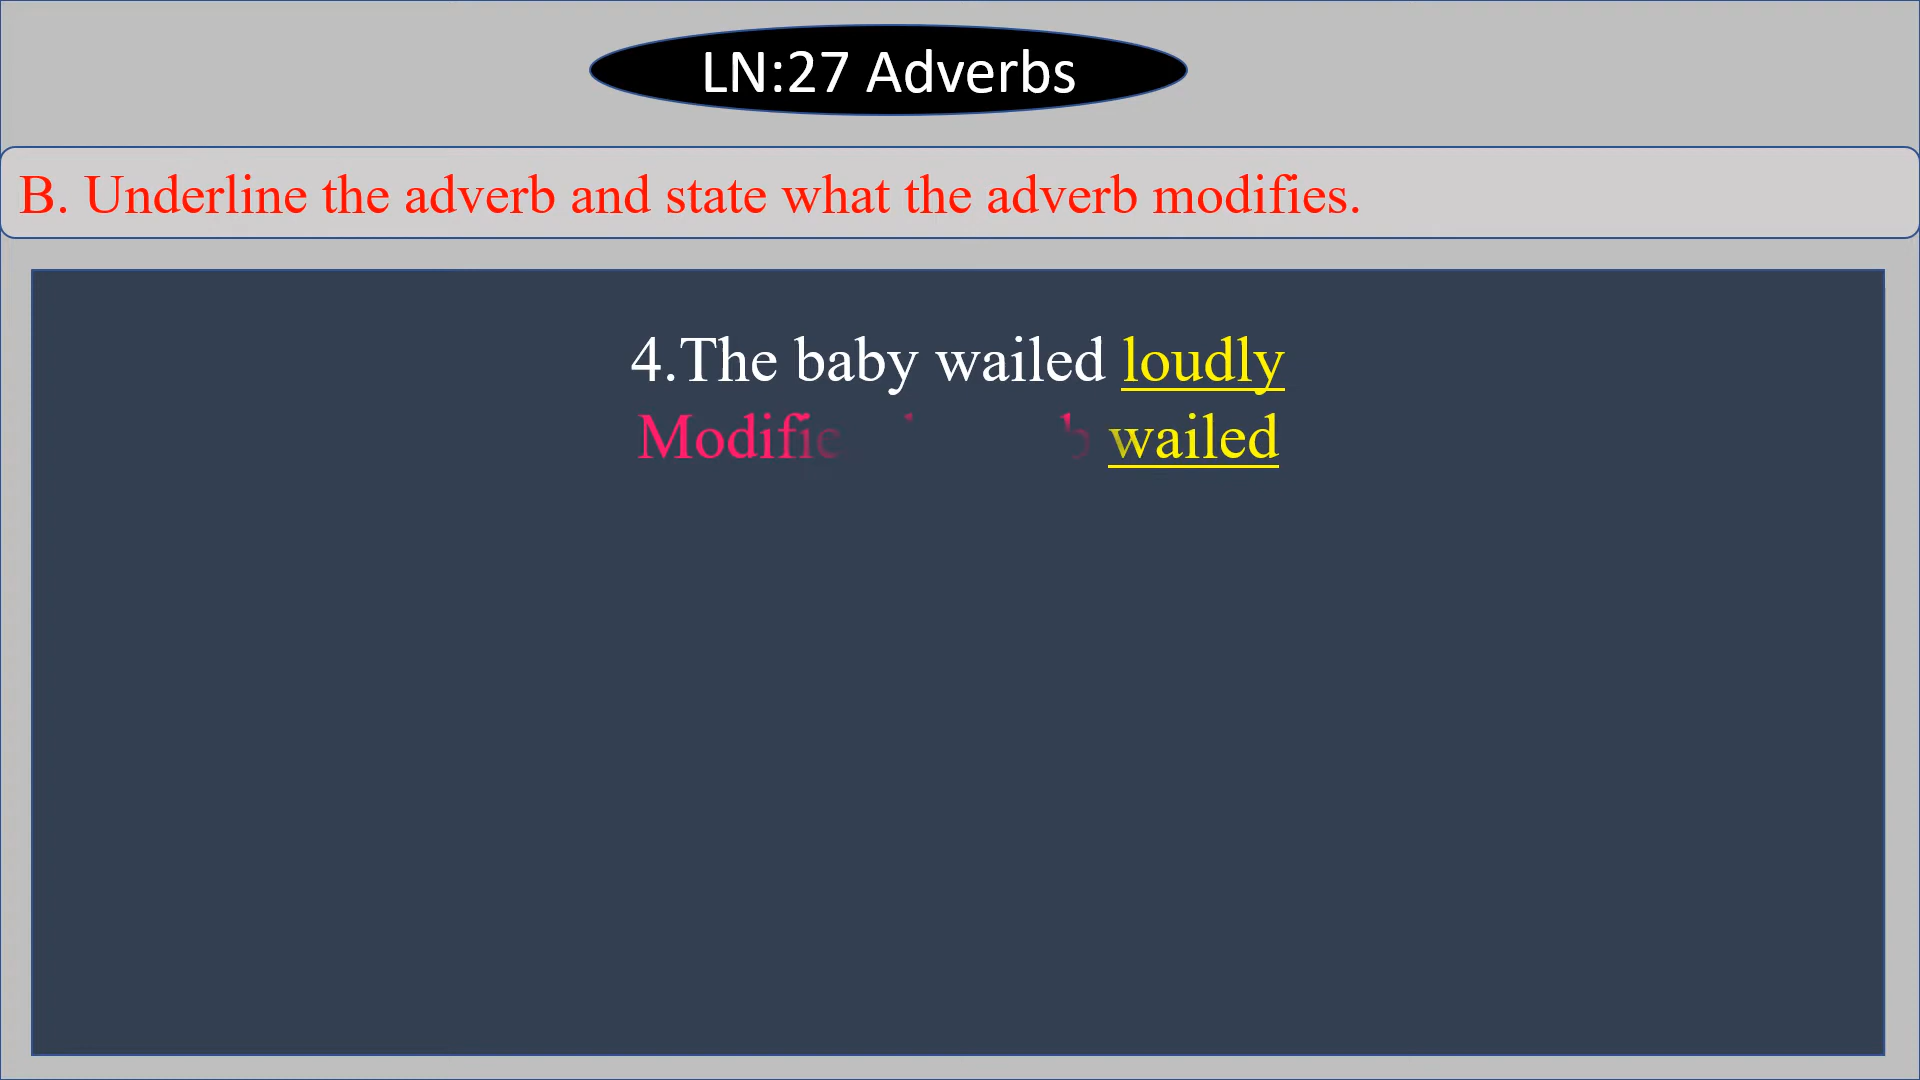 LN:27 Adverbs
B. Underline the adverb and state what the adverb modifies.
4.The baby wailed loudly
wailed